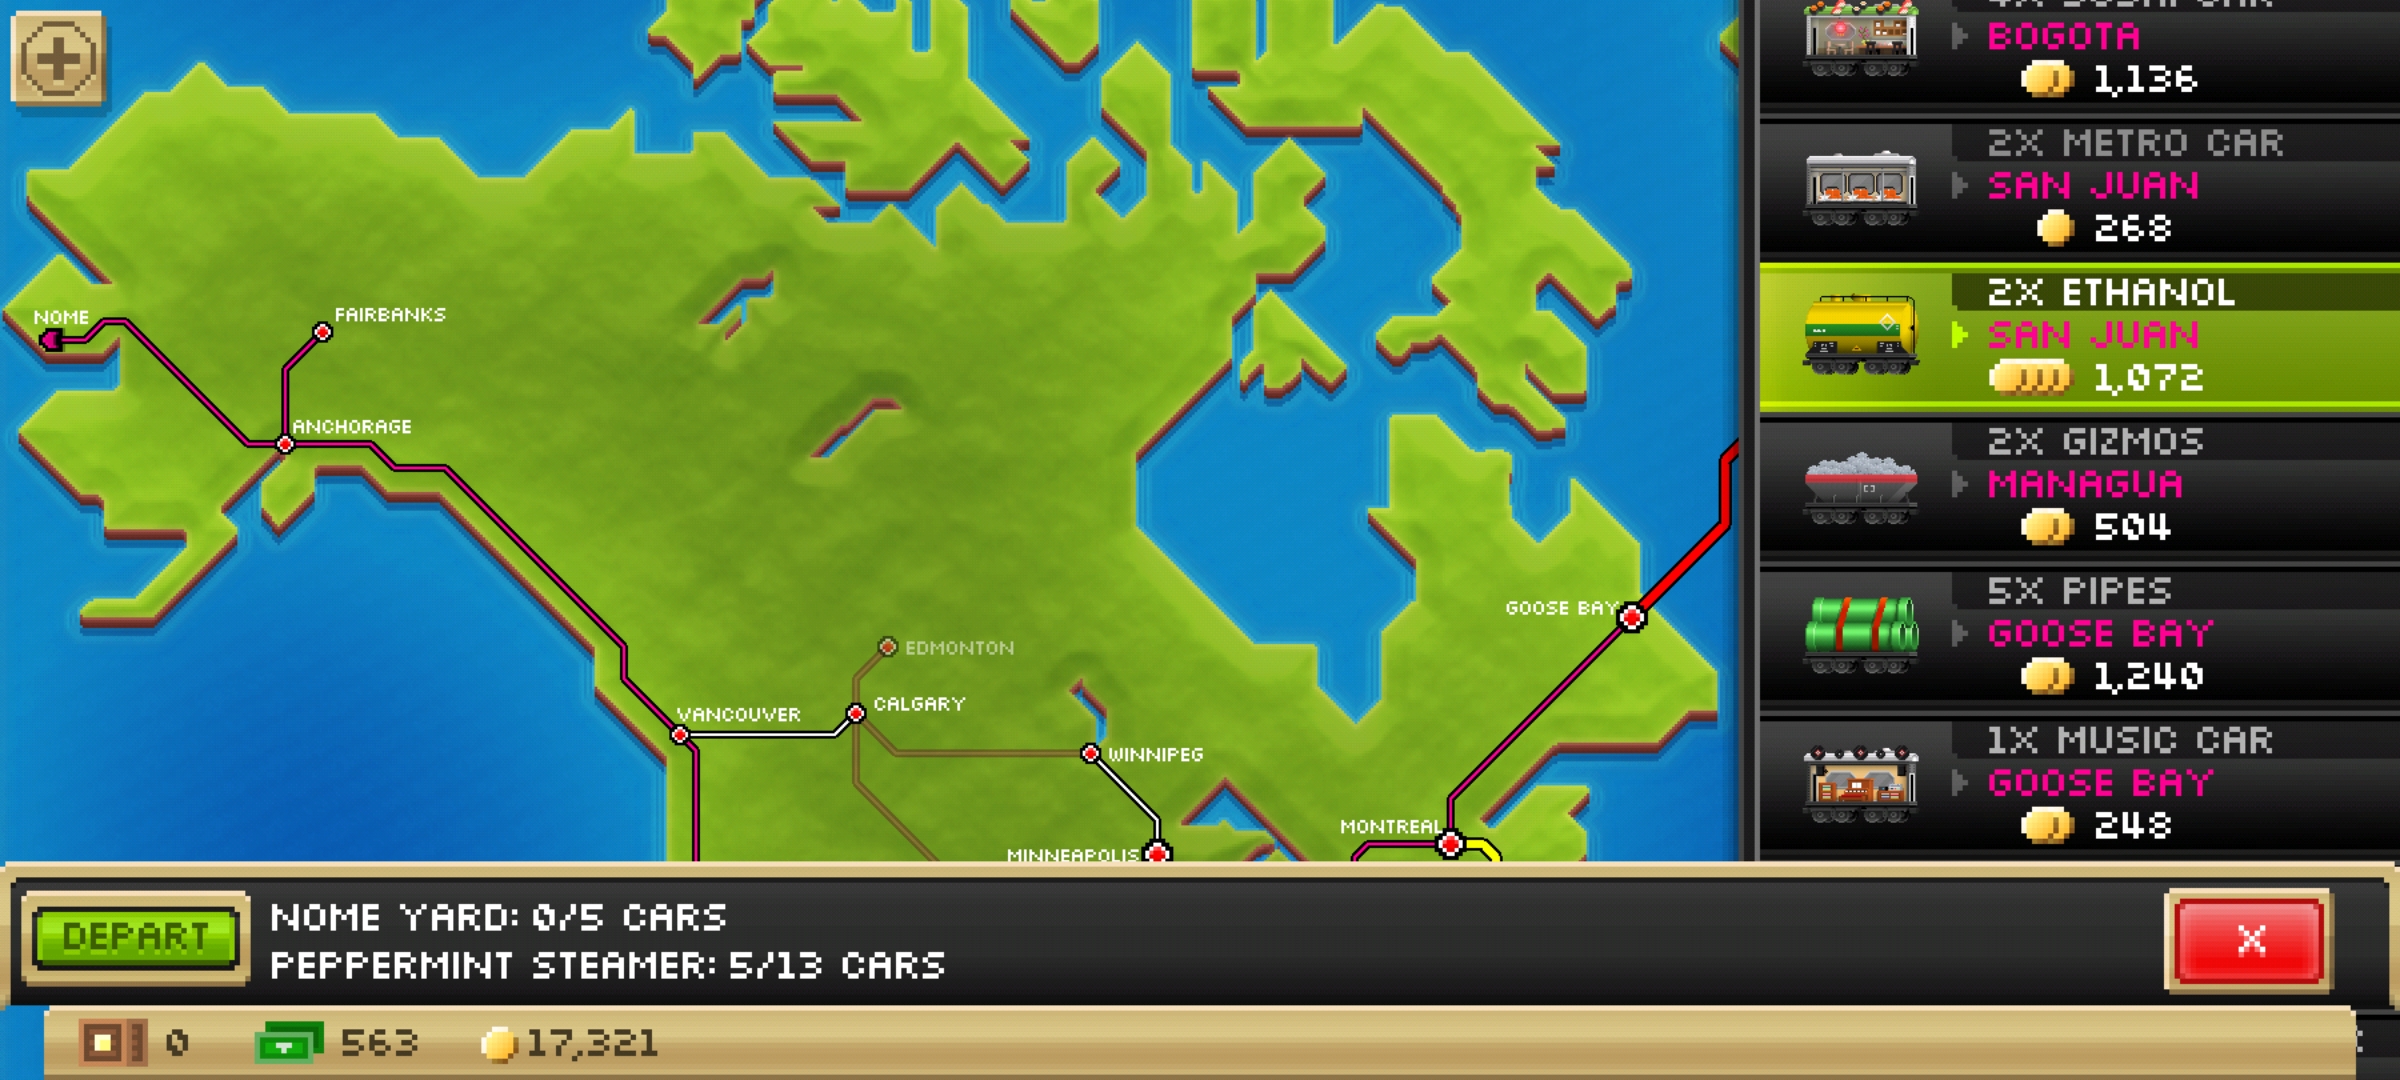 BOGOTA
1,136
2X METRO CAR
SAN JUAN
268
2X ETHANOL
SAN JUAN
1,072
2X GIZMOS
MANAGUA
504
5X PIPES
GOOSE BAY
1,240
1X MUSIC CAR
GOOSE BAY
248
NOME
FAIRBANKS
ANCHORAGE
GOOSE BAY
EDMONTON
CALGARY
VANCOUVER
WINNIPEG
MONTREAL
MINNEAPOLIS
DEPART
NOME YARD: 0/5 CARS
PEPPERMINT STEAMER: 5/13 CARS
X
0
563
17,321